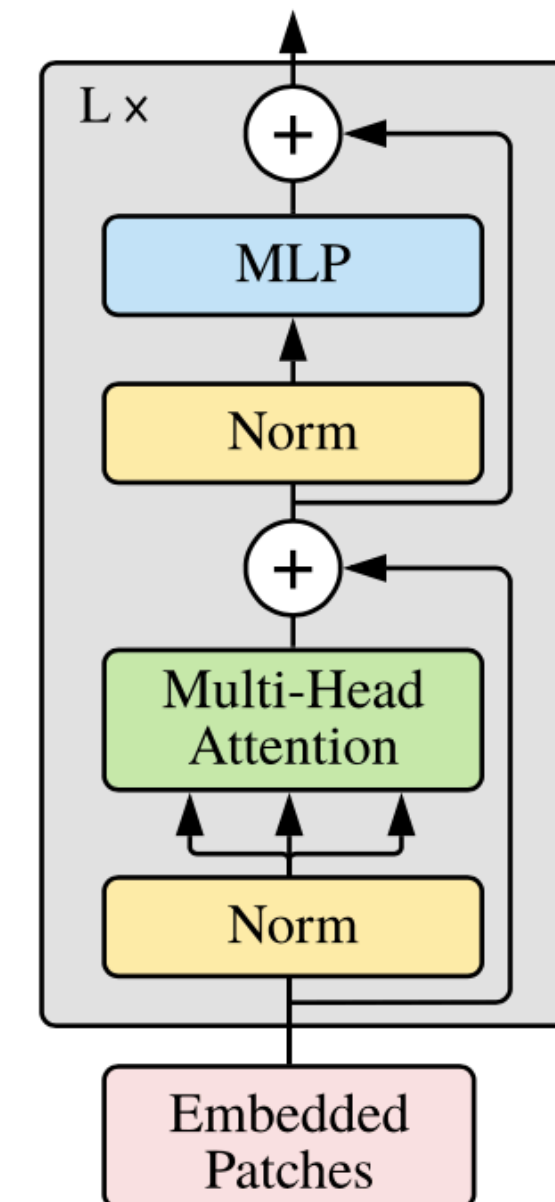 L ×
+
MLP
Norm
+
Multi-Head
Attention
Norm
Embedded
Patches